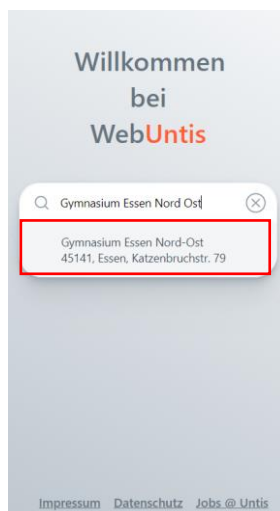 Willkommen
bei
WebUntis
Gymnasium Essen Nord Ost
Gymnasium Essen Nord-Ost
45141, Essen, Katzenbruchstr. 79
Impressum Datenschutz Jobs @ Untis